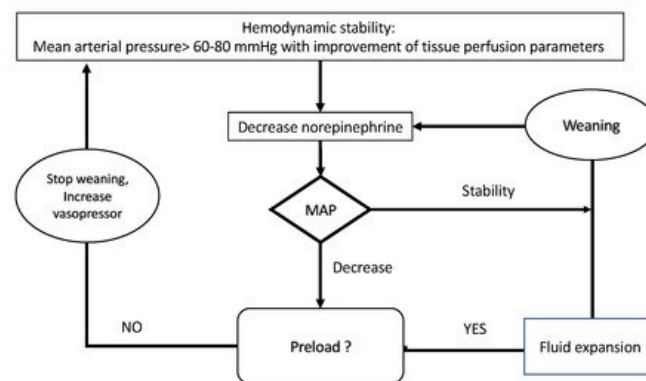 Hemodynamic stability:
Mean arterial pressure> 60-80 mmHg with improvement of tissue perfusion parameters
Decrease norepinephrine
Weaning
Stop weaning,
Increase
vasopressor
MAP
Stability
Decrease
NO
Preload ?
YES
Fluid expansion